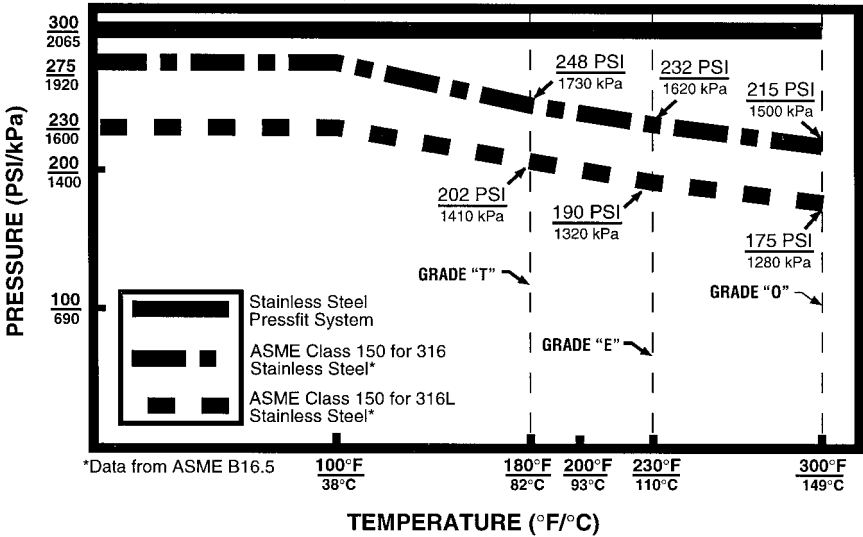 300
2065
275
1920
230
1600
200
1400
100
690
PRESSURE (PSI/kPa)
248 PSI
1730 kPa
232 PSI
1620 kPa
215 PSI
1500 kPa
202 PSI
1410 kPa
190 PSI
1320 kPa
175 PSI
1280 kPa
GRADE "T"
GRADE "E"
GRADE "O"
Stainless Steel
Pressfit System
ASME Class 150 for 316
Stainless Steel*
ASME Class 150 for 316L
Stainless Steel*
*Data from ASME B16.5
100°F
38°C
180°F
82°C
200°F
93°C
230°F
110°C
300°F
149°C
TEMPERATURE (°F/°C)